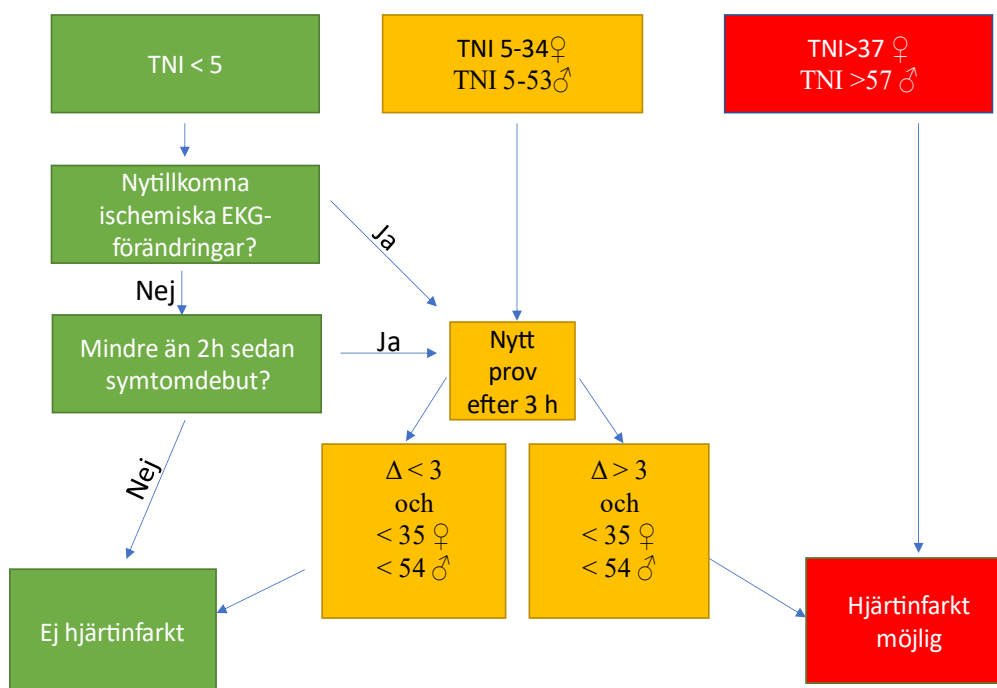 TNI < 5
TNI 5-34♀
TNI 5-53♂
TNI>37 ♀
TNI >57 ♂
Nytillkomna
ischemiska EKG-
förändringar?
Ja
Nej
Mindre än 2h sedan
symtomdebut?
Ja
Nytt
prov
efter 3 h
Nej
Δ < 3
och
< 35 ♀
< 54 ♂
Δ > 3
och
< 35 ♀
< 54 ♂
Ej hjärtinfarkt
Hjärtinfarkt
möjlig